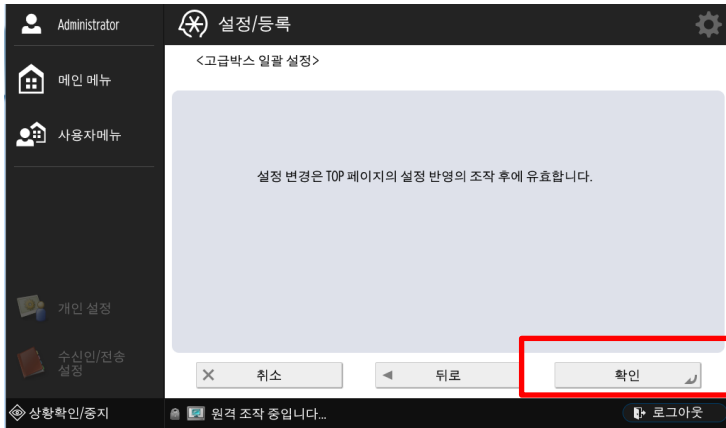 Administrator
설정/등록
<고급박스 일괄 설정>
메인 메뉴
사용자메뉴
설정 변경은 TOP 페이지의 설정 반영의 조작 후에 유효합니다.
개인 설정
수신인/전송
설정
취소
뒤로
확인
상황확인/중지
원격 조작 중입니다...
로그아웃